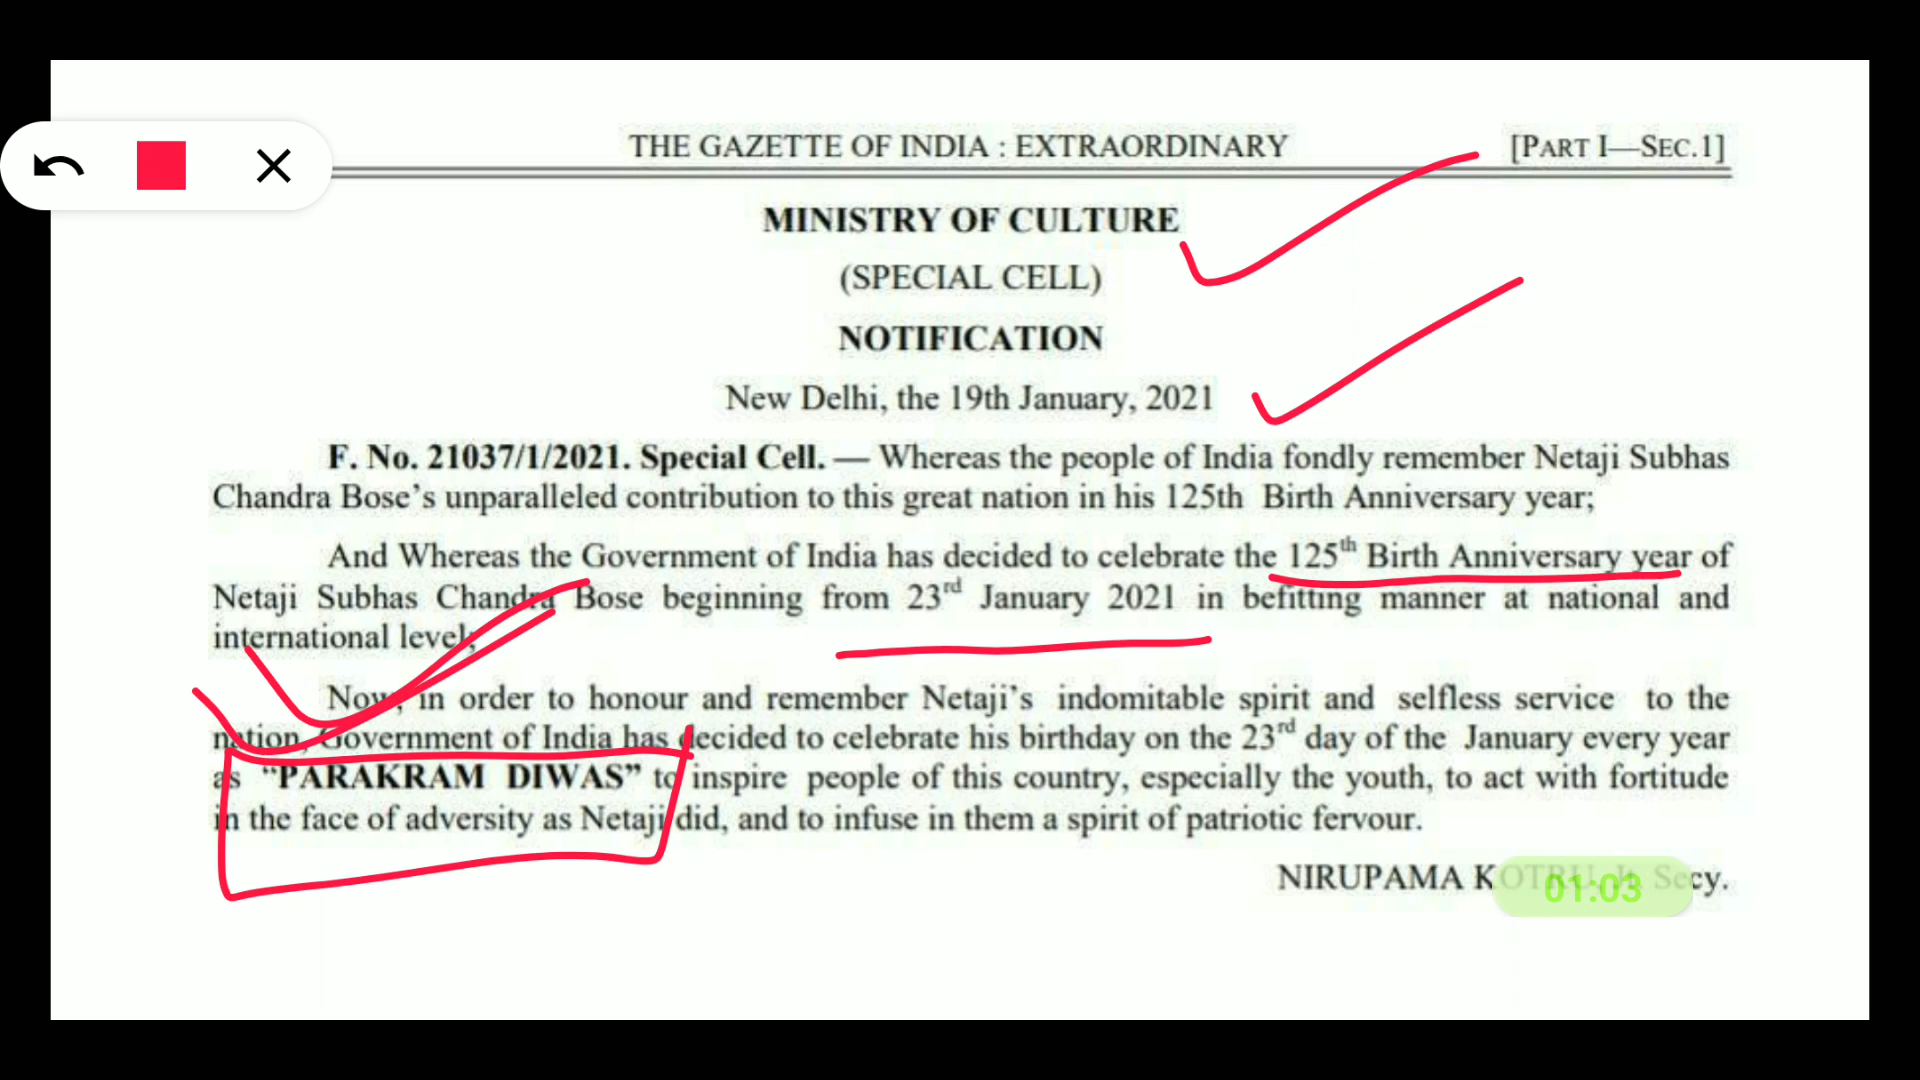 THE GAZETTE OF INDIA : EXTRAORDINARY [PART I—SEC.1]
MINISTRY OF CULTURE
(SPECIAL CELL)
NOTIFICATION
New Delhi, the 19th January, 2021
F. No. 21037/1/2021. Special Cell. — Whereas the people of India fondly remember Netaji Subhas
Chandra Bose’s unparalleled contribution to this great nation in his 125th Birth Anniversary year;
And Whereas the Government of India has decided to celebrate the 125th Birth Anniversary year of
Netaji Subhas Chandra Bose beginning from 23rd January 2021 in befitting manner at national and
international level;
Now, in order to honour and remember Netaji’s indomitable spirit and selfless service to the
nation, Government of India has decided to celebrate his birthday on the 23rd day of the January every year
as “PARAKRAM DIWAS” to inspire people of this country, especially the youth, to act with fortitude
in the face of adversity as Netaji did, and to infuse in them a spirit of patriotic fervour.
NIRUPAMA KOTRU, Jt. Secy.
01:03